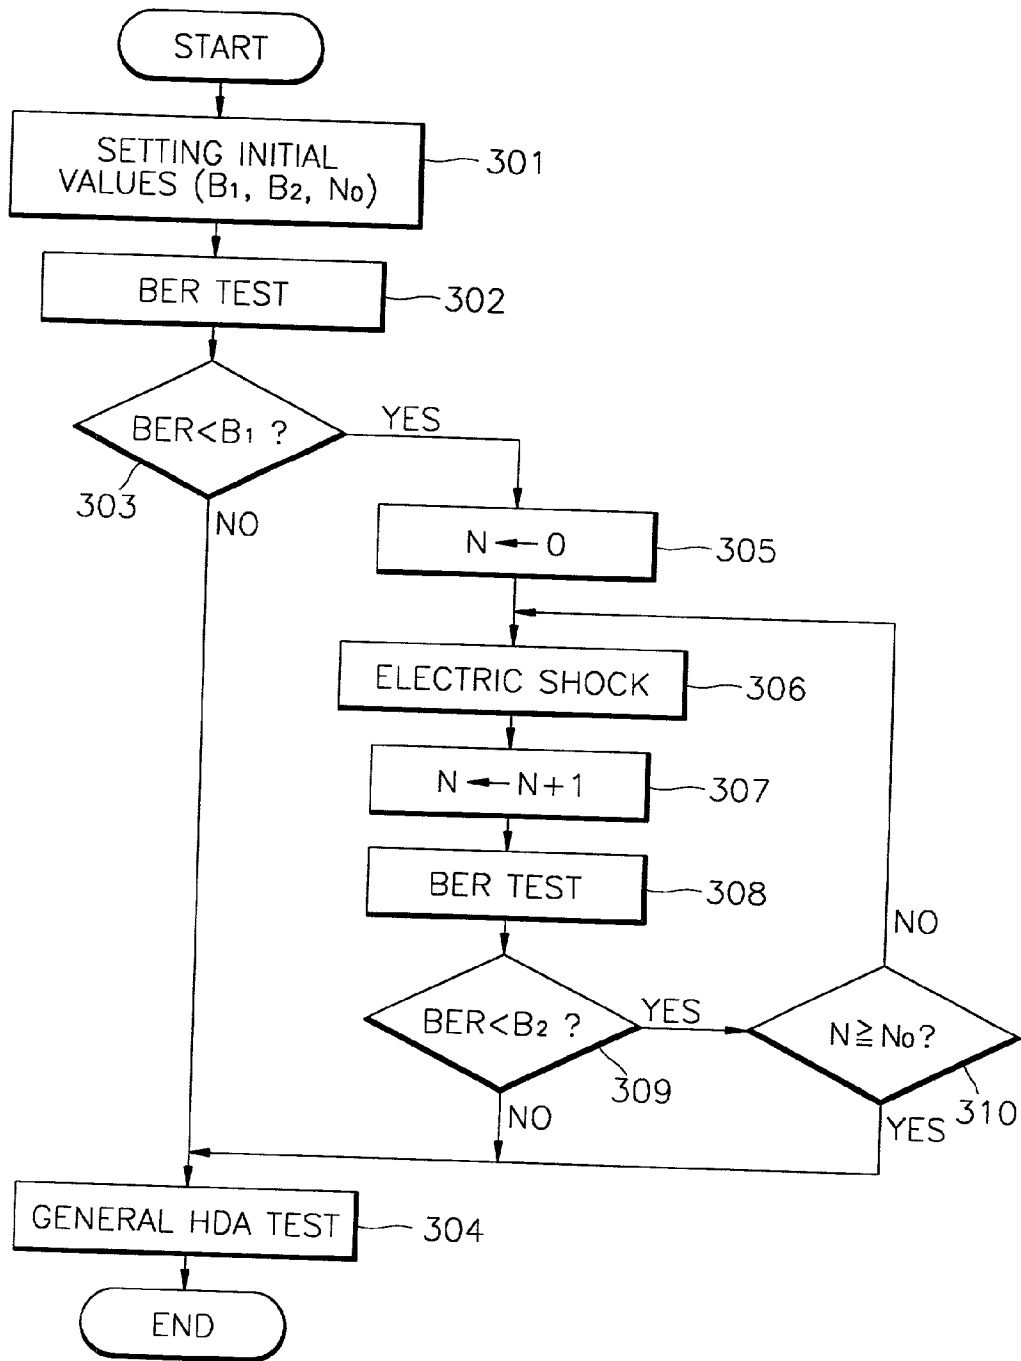 START
SETTING INITIAL
VALUES (B1, B2, N0)
301
BER TEST
302
BER<B1 ?
YES
303
NO
N ← 0
305
ELECTRIC SHOCK
306
N ← N+1
307
BER TEST
308
NO
BER<B2 ?
YES
N≧N0?
309
310
NO
YES
GENERAL HDA TEST
304
END